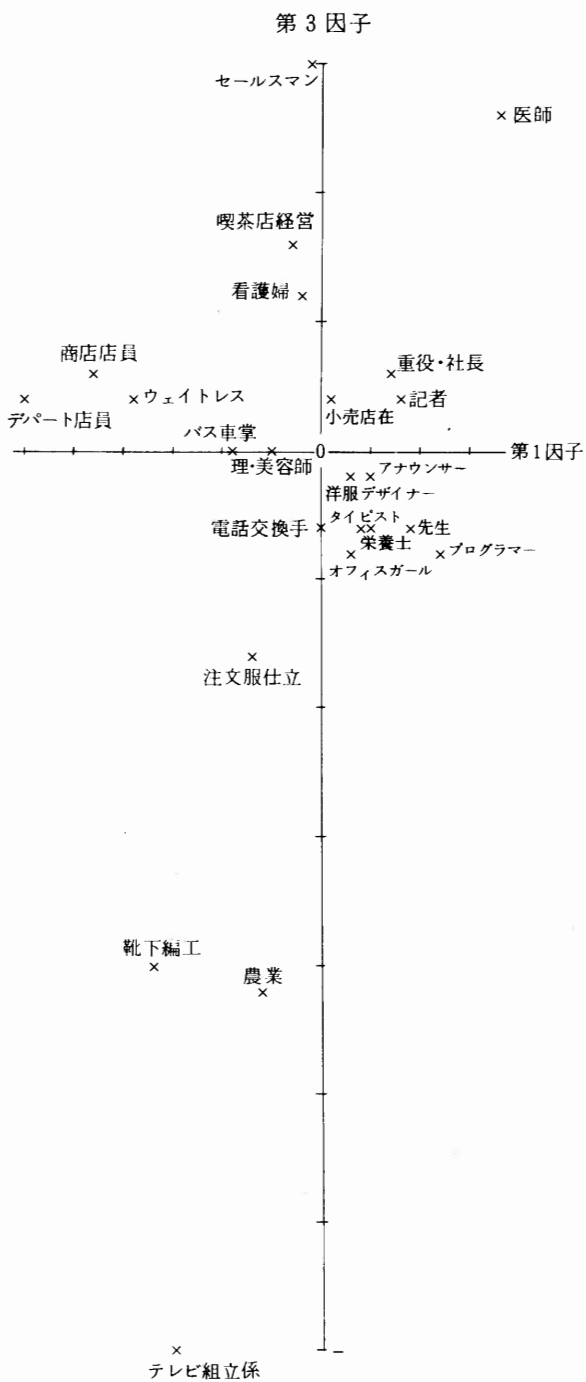 第3因子
セールスマン
医師
喫茶店経営
看護婦
商店店員
重役・社長
ウェイトレス
小売店在
記者
デパート店員
バス車掌
0
第1因子
理・美容師
アナウンサー
洋服デザイナー
電話交換手
タイピスト
先生
栄養士
プログラマー
オフィスガール
注文服仕立
靴下編工
農業
テレビ組立係